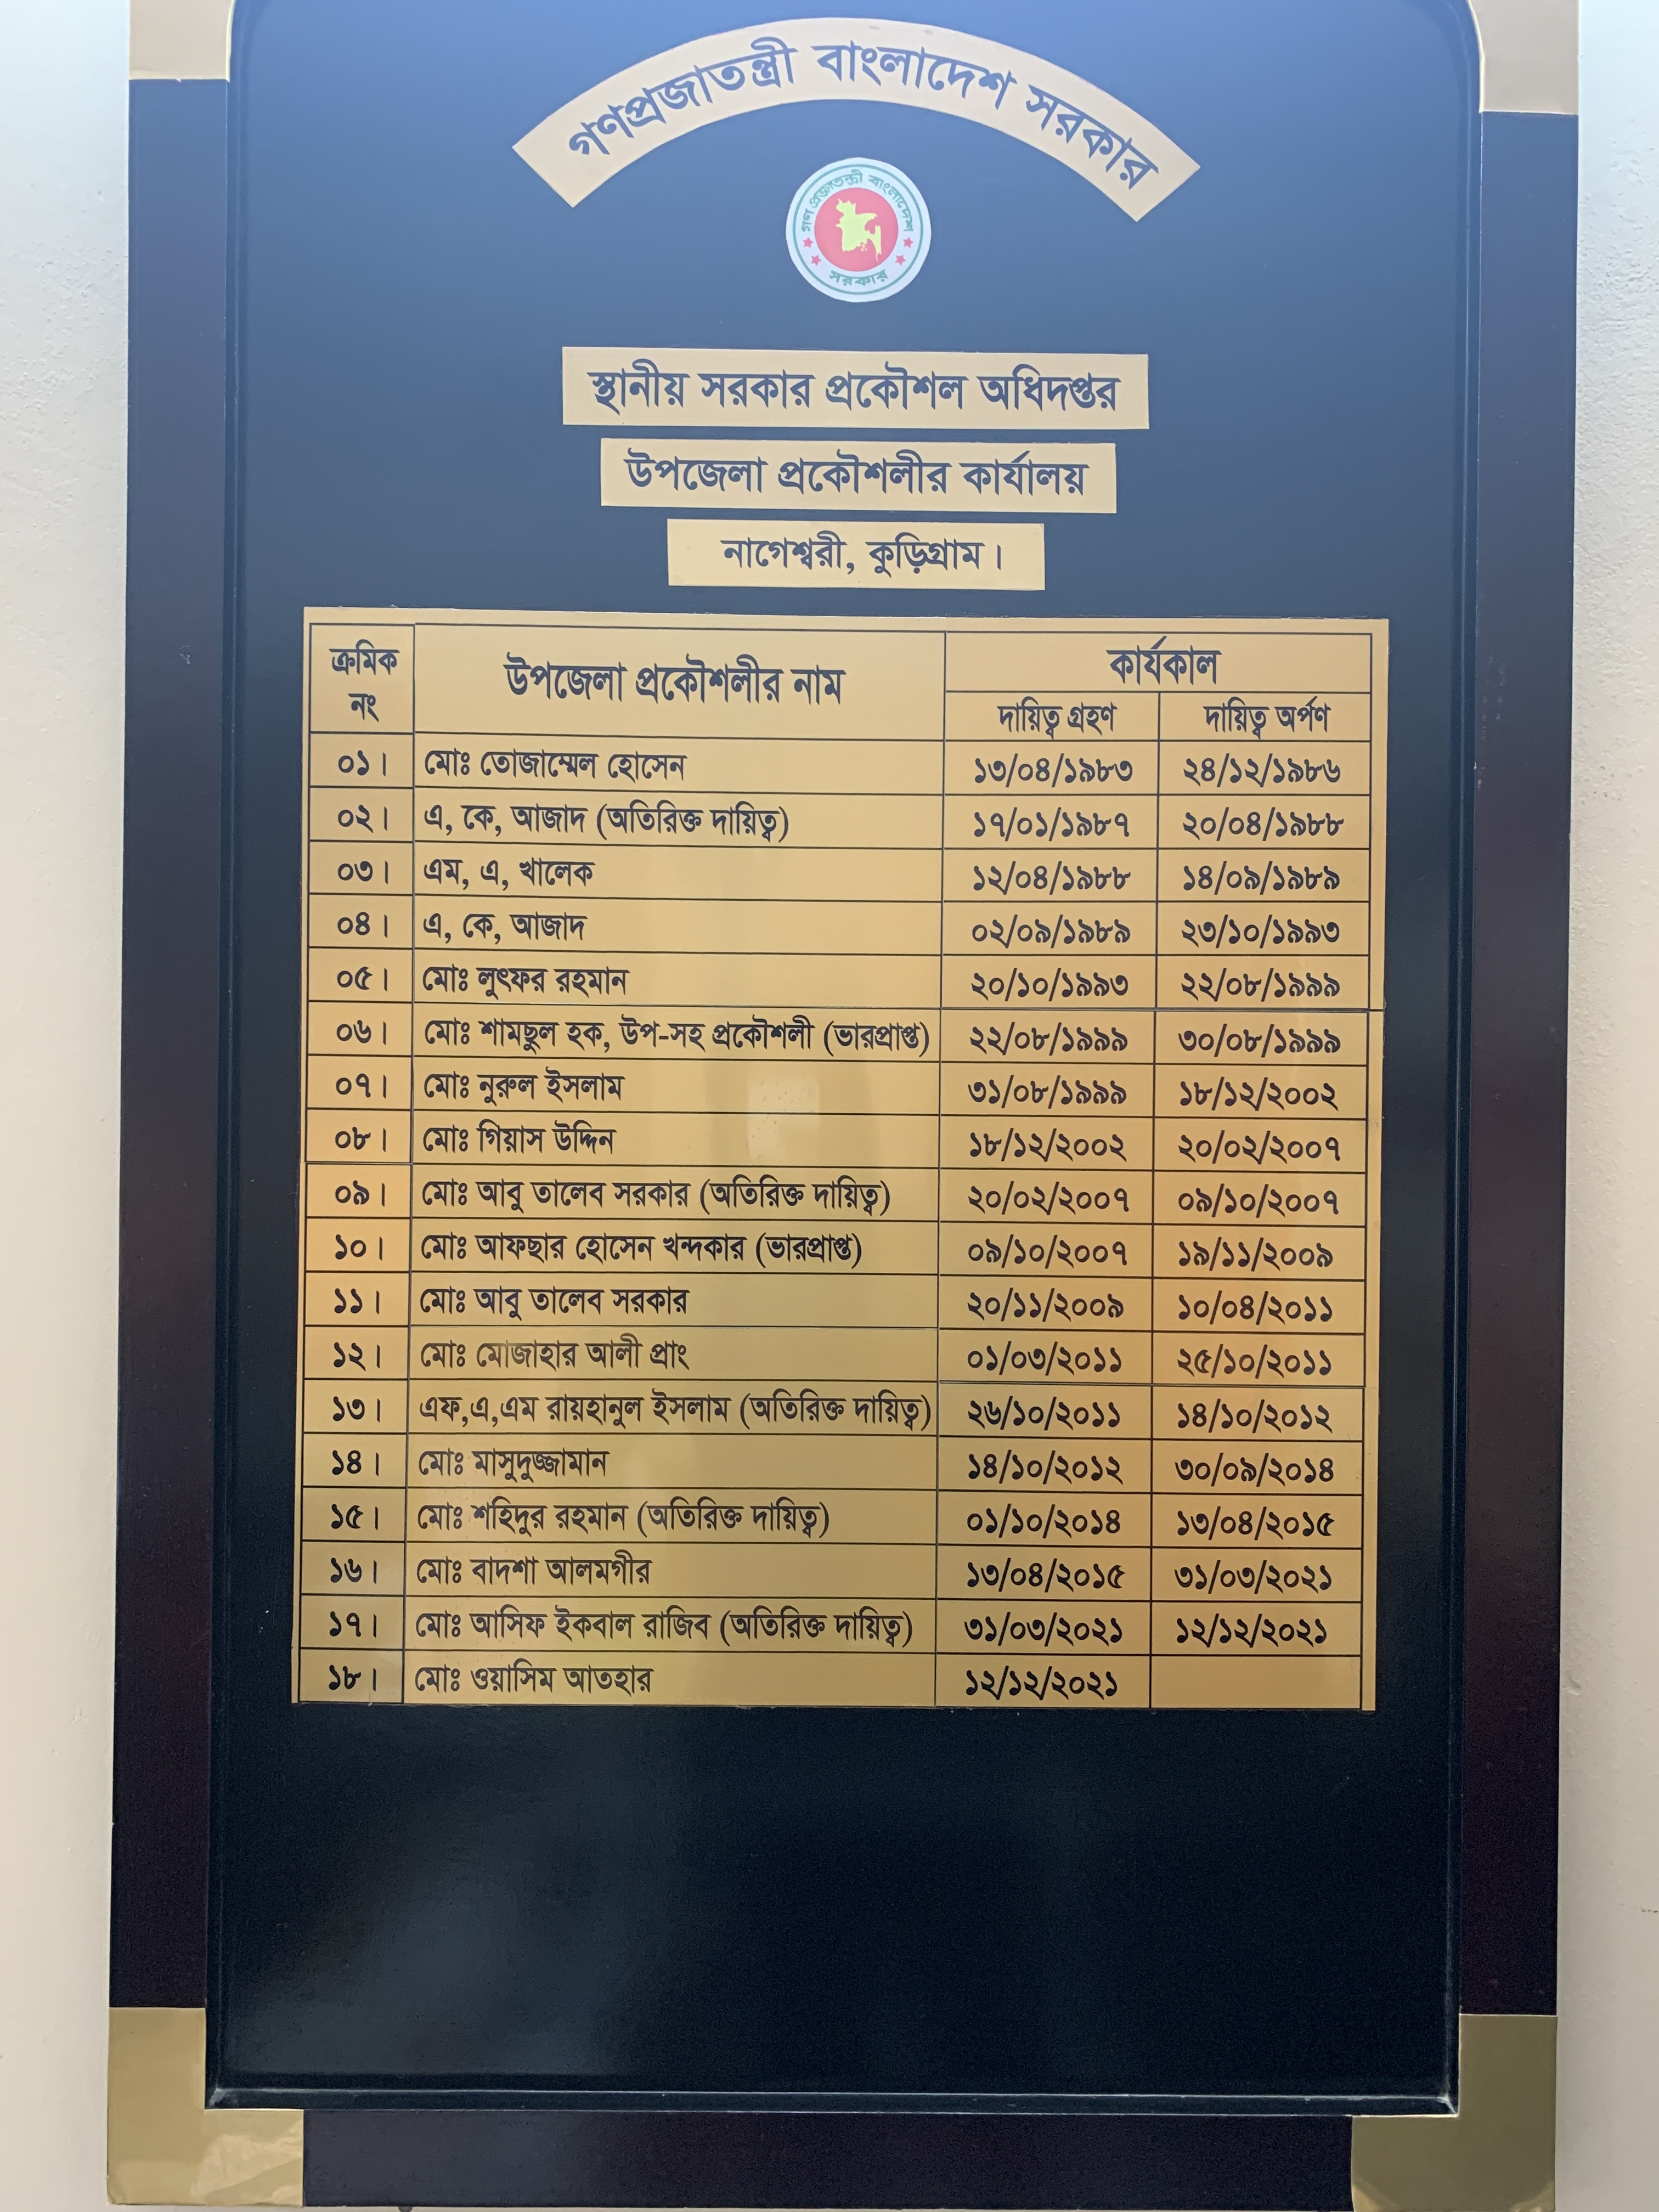 গণপ্রজাতন্ত্রী বাংলাদেশ সরকার
গণ প্রজাতন্ত্রী বাংলাদেশ
সরকার
স্থানীয় সরকার প্রকৌশল অধিদপ্তর
উপজেলা প্রকৌশলীর কার্যালয়
নাগেশ্বরী, কুড়িগ্রাম।
ক্রমিক নং উপজেলা প্রকৌশলীর নাম কার্যকাল
দায়িত্ব গ্রহণ দায়িত্ব অর্পণ
০১। মোঃ তোজাম্মেল হোসেন ১৩/০৪/১৯৮৩ ২৪/১২/১৯৮৬
০২। এ, কে, আজাদ (অতিরিক্ত দায়িত্ব) ১৭/০১/১৯৮৭ ২০/০৪/১৯৮৮
০৩। এম, এ, খালেক ১২/০৪/১৯৮৮ ১৪/০৯/১৯৮৯
০৪। এ, কে, আজাদ ০২/০৯/১৯৮৯ ২৩/১০/১৯৯৩
০৫। মোঃ লুৎফর রহমান ২০/১০/১৯৯৩ ২২/০৮/১৯৯৯
০৬। মোঃ শামছুল হক, উপ-সহ প্রকৌশলী (ভারপ্রাপ্ত) ২২/০৮/১৯৯৯ ৩০/০৮/১৯৯৯
০৭। মোঃ নুরুল ইসলাম ৩১/০৮/১৯৯৯ ১৮/১২/২০০২
০৮। মোঃ গিয়াস উদ্দিন ১৮/১২/২০০২ ২০/০২/২০০৭
০৯। মোঃ আবু তালেব সরকার (অতিরিক্ত দায়িত্ব) ২০/০২/২০০৭ ০৯/১০/২০০৭
১০। মোঃ আফছার হোসেন খন্দকার (ভারপ্রাপ্ত) ০৯/১০/২০০৭ ১৯/১১/২০০৯
১১। মোঃ আবু তালেব সরকার ২০/১১/২০০৯ ১০/০৪/২০১১
১২। মোঃ মোজাহার আলী প্রাং ০১/০৩/২০১১ ২৫/১০/২০১১
১৩। এফ,এ,এম রায়হানুল ইসলাম (অতিরিক্ত দায়িত্ব) ২৬/১০/২০১১ ১৪/১০/২০১২
১৪। মোঃ মাসুদুজ্জামান ১৪/১০/২০১২ ৩০/০৯/২০১৪
১৫। মোঃ শহিদুর রহমান (অতিরিক্ত দায়িত্ব) ০১/১০/২০১৪ ১৩/০৪/২০১৫
১৬। মোঃ বাদশা আলমগীর ১৩/০৪/২০১৫ ৩১/০৩/২০২১
১৭। মোঃ আসিফ ইকবাল রাজিব (অতিরিক্ত দায়িত্ব) ৩১/০৩/২০২১ ১২/১২/২০২১
১৮। মোঃ ওয়াসিম আতহার ১২/১২/২০২১